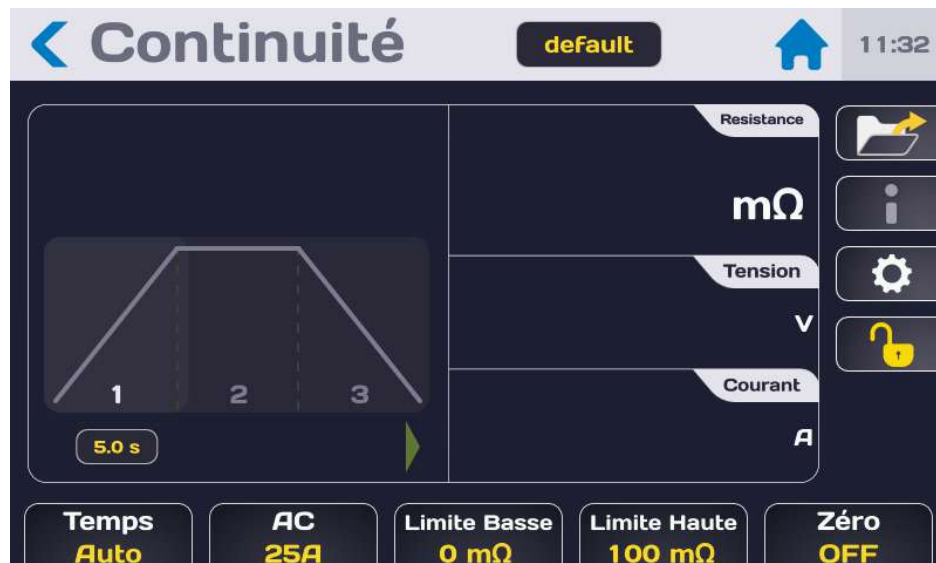 Continuité
default
11:32
Resistance
mΩ
Tension
V
Courant
A
1 2 3
5.0 s
Temps AC Limite Basse Limite Haute Zéro
Auto 25A 0 mΩ 100 mΩ OFF